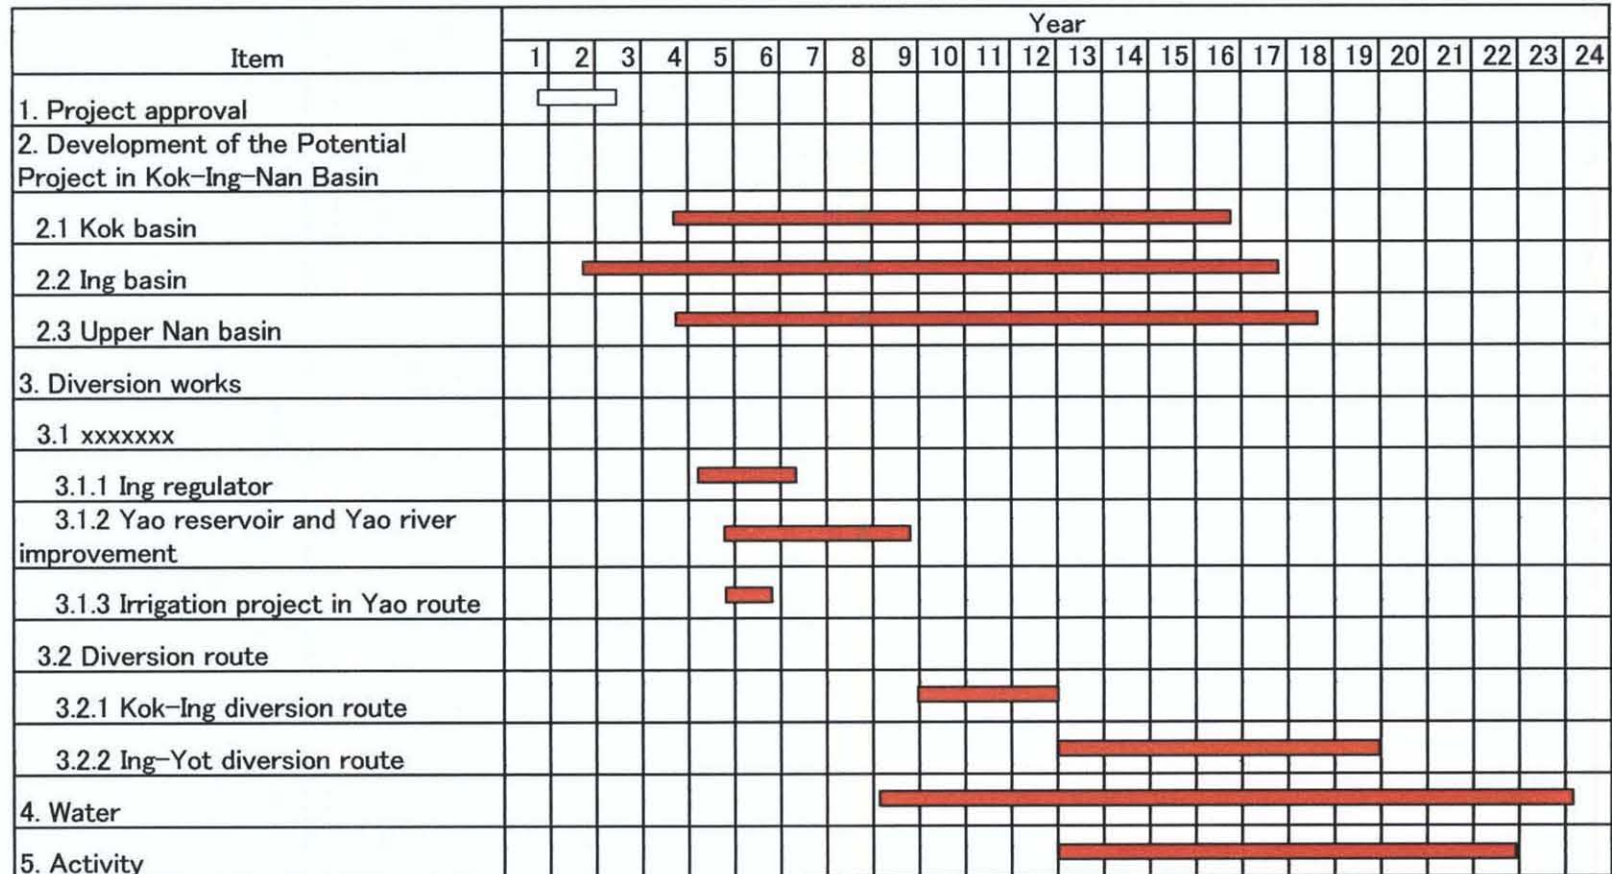 Year
Item 1 2 3 4 5 6 7 8 9 10 11 12 13 14 15 16 17 18 19 20 21 22 23 24
1. Project approval
2. Development of the Potential
Project in Kok-Ing-Nan Basin
2.1 Kok basin
2.2 Ing basin
2.3 Upper Nan basin
3. Diversion works
3.1 xxxxxxx
3.1.1 Ing regulator
3.1.2 Yao reservoir and Yao river
improvement
3.1.3 Irrigation project in Yao route
3.2 Diversion route
3.2.1 Kok-Ing diversion route
3.2.2 Ing-Yot diversion route
4. Water
5. Activity